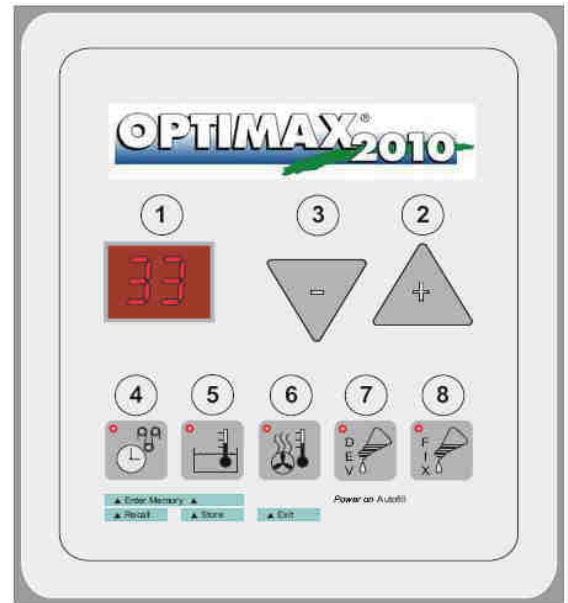 OPTIMAX® 2010
1 3 2
33
- +
4 5 6 7 8
DEV FIX
▲ Enter Memory ▲ Power on Autofill
▲ Recall ▲ Store ▲ Exit